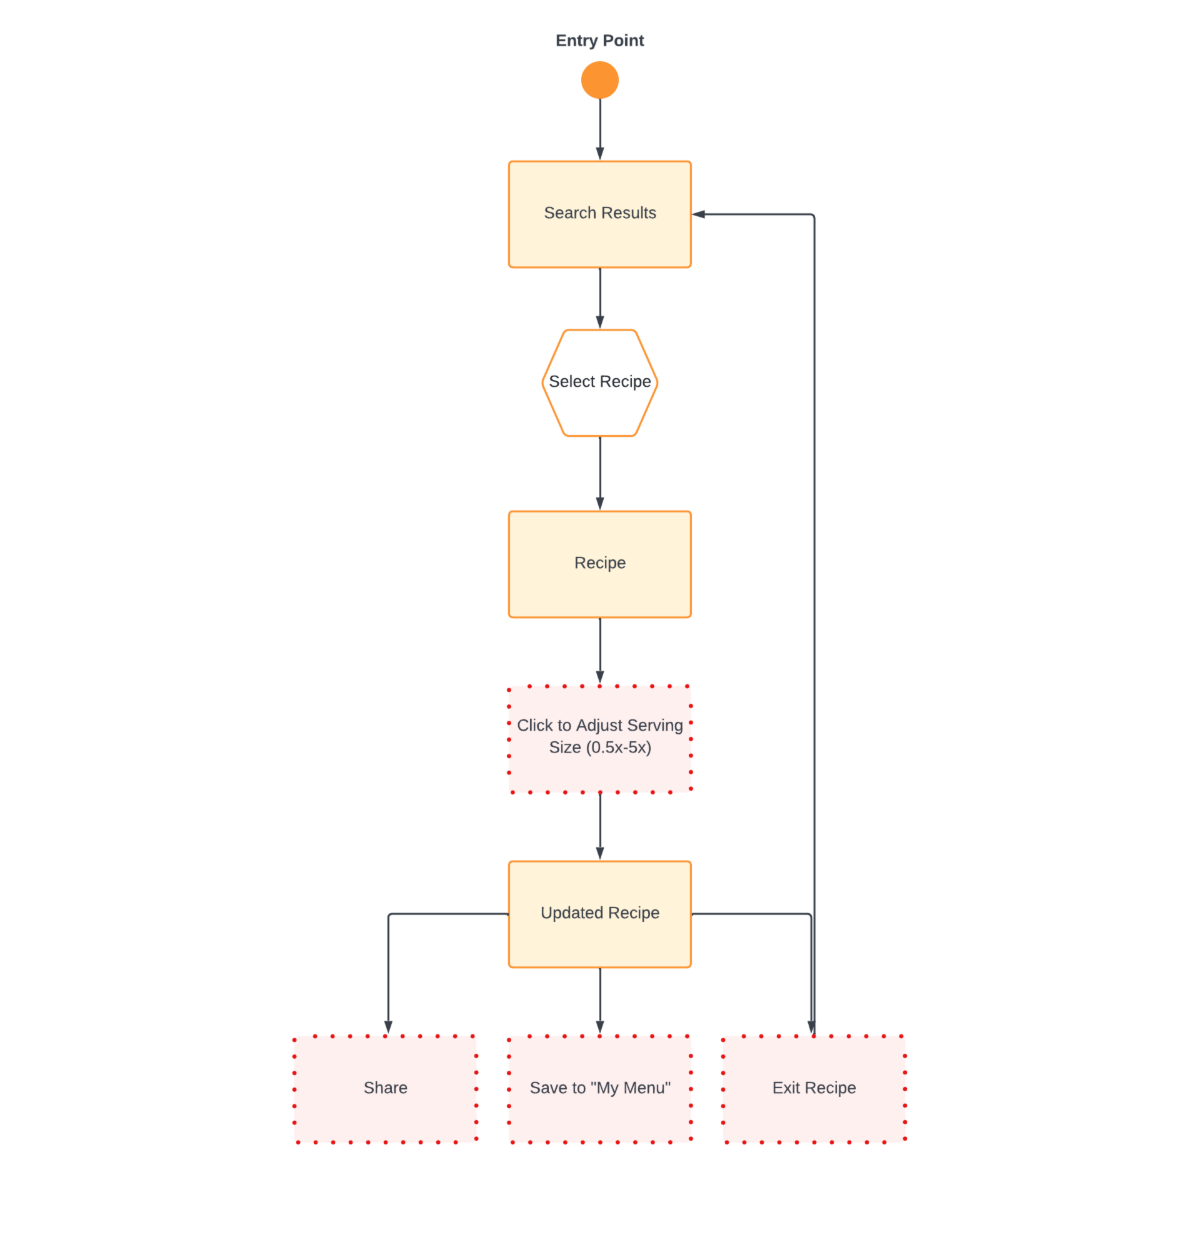 Entry Point
Search Results
Select Recipe
Recipe
Click to Adjust Serving
Size (0.5x-5x)
Updated Recipe
Share
Save to "My Menu"
Exit Recipe